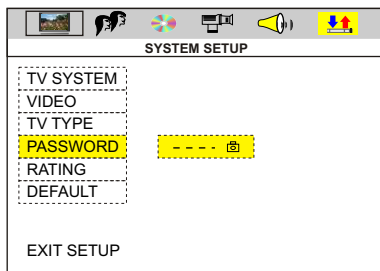 SYSTEM SETUP
TV SYSTEM
VIDEO
TV TYPE
PASSWORD
- - - -
RATING
DEFAULT
EXIT SETUP